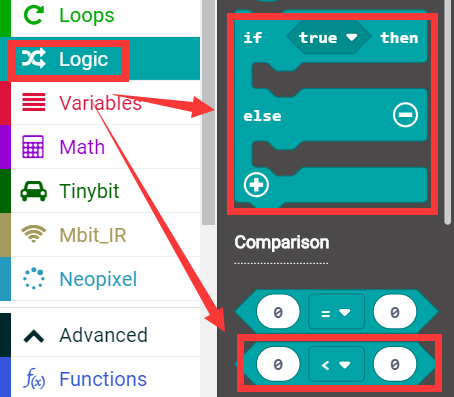 Loops
Logic
Variables
Math
Tinybit
Mbit_IR
Neopixel
Advanced
f(x) Functions
if true then
else
Comparison
0 = 0
0 < 0